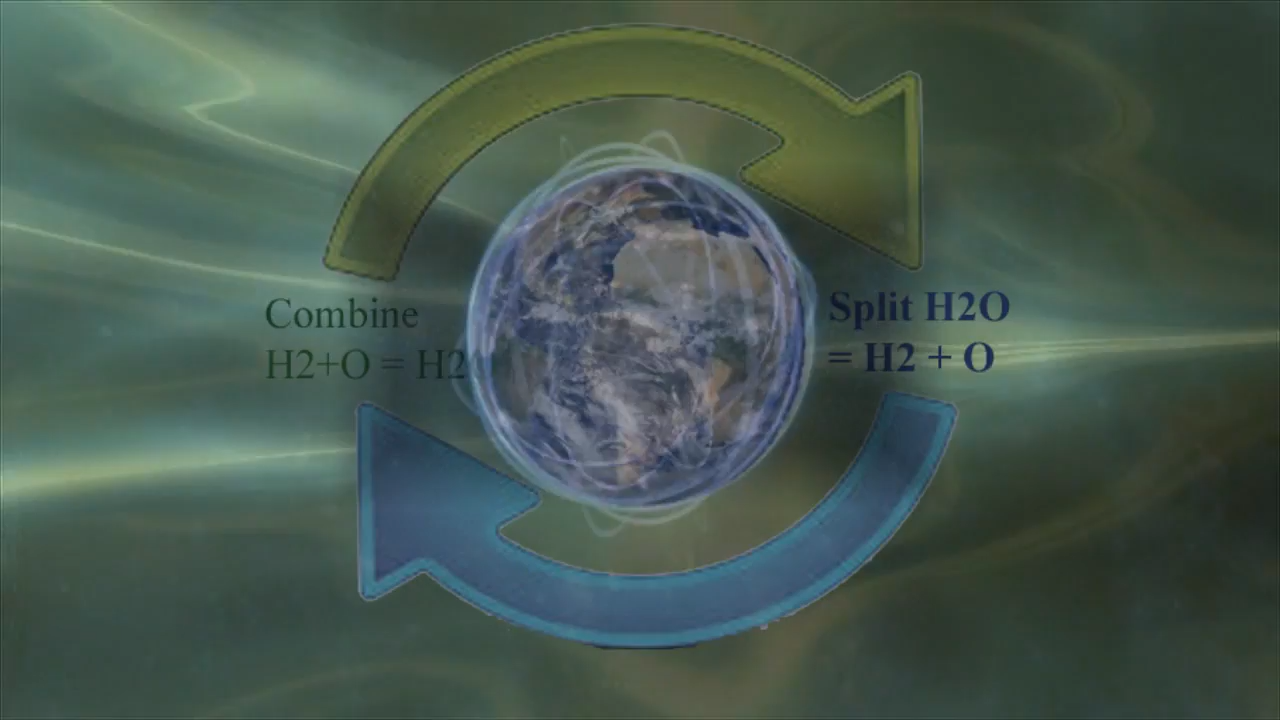 Combine
H2+O = H2
Split H2O
= H2 + O